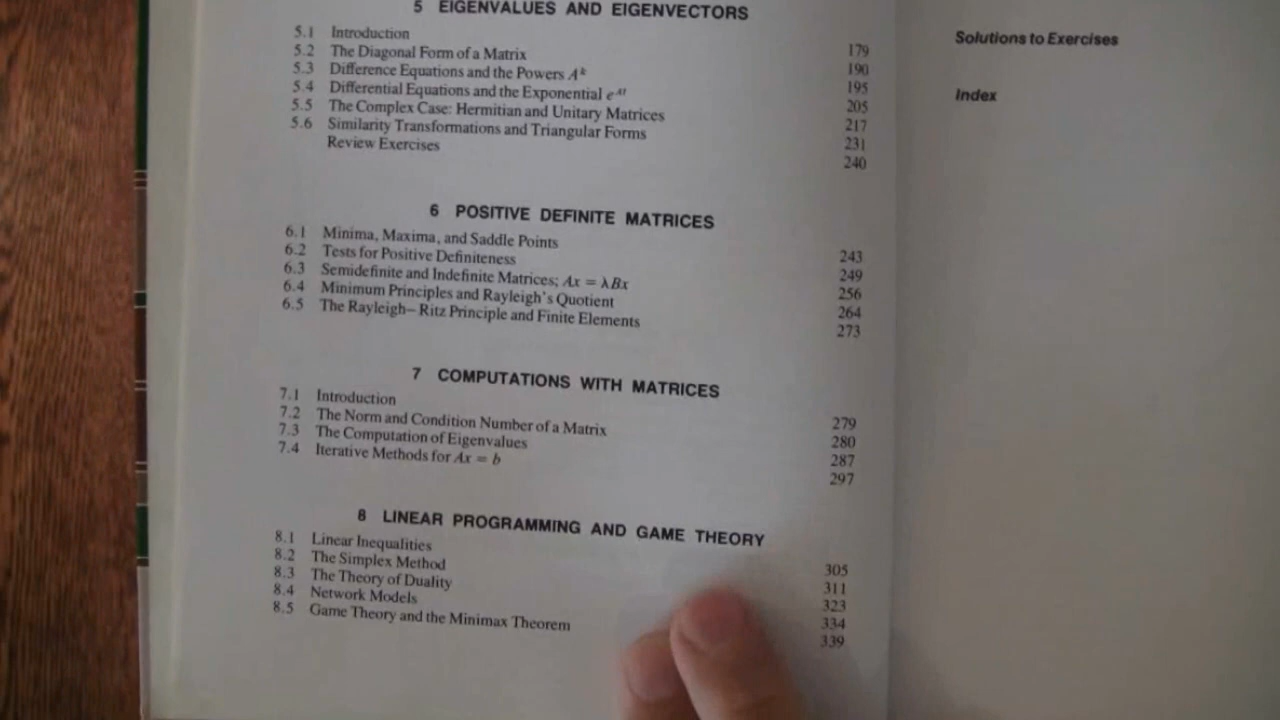 5 EIGENVALUES AND EIGENVECTORS
5.1 Introduction 179
5.2 The Diagonal Form of a Matrix 190
5.3 Difference Equations and the Powers Aᵏ 195
5.4 Differential Equations and the Exponential eᴬᵗ 205
5.5 The Complex Case: Hermitian and Unitary Matrices 217
5.6 Similarity Transformations and Triangular Forms 231
Review Exercises 240
6 POSITIVE DEFINITE MATRICES
6.1 Minima, Maxima, and Saddle Points 243
6.2 Tests for Positive Definiteness 249
6.3 Semidefinite and Indefinite Matrices; Ax = λBx 256
6.4 Minimum Principles and Rayleigh's Quotient 264
6.5 The Rayleigh–Ritz Principle and Finite Elements 273
7 COMPUTATIONS WITH MATRICES
7.1 Introduction 279
7.2 The Norm and Condition Number of a Matrix 280
7.3 The Computation of Eigenvalues 287
7.4 Iterative Methods for Ax = b 297
8 LINEAR PROGRAMMING AND GAME THEORY
8.1 Linear Inequalities 305
8.2 The Simplex Method 311
8.3 The Theory of Duality 323
8.4 Network Models 334
8.5 Game Theory and the Minimax Theorem 339
Solutions to Exercises
Index